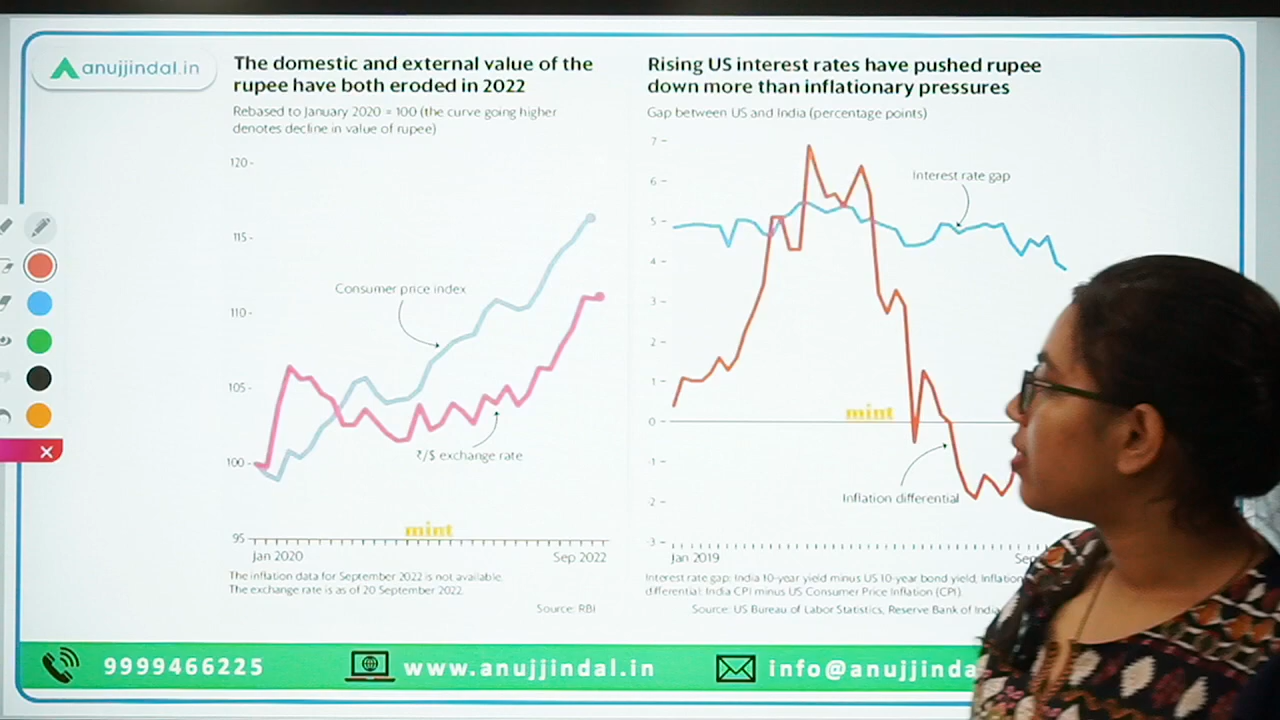 anujjindal.in
The domestic and external value of the
rupee have both eroded in 2022
Rebased to January 2020 = 100 (the curve going higher
denotes decline in value of rupee)
120
115
110
105
100
95
Consumer price index
₹/$ exchange rate
mint
Jan 2020
Sep 2022
The inflation data for September 2022 is not available.
The exchange rate is as of 20 September 2022.
Source: RBI
Rising US interest rates have pushed rupee
down more than inflationary pressures
Gap between US and India (percentage points)
7
6
5
4
3
2
1
0
-1
-2
-3
Interest rate gap
mint
Inflation differential
Jan 2019
Sep
Interest rate gap: India 10-year yield minus US 10-year bond yield, Inflation
differential: India CPI minus US Consumer Price Inflation (CPI).
Source: US Bureau of Labor Statistics, Reserve Bank of India
9999466225
www.anujjindal.in
info@anujjinda